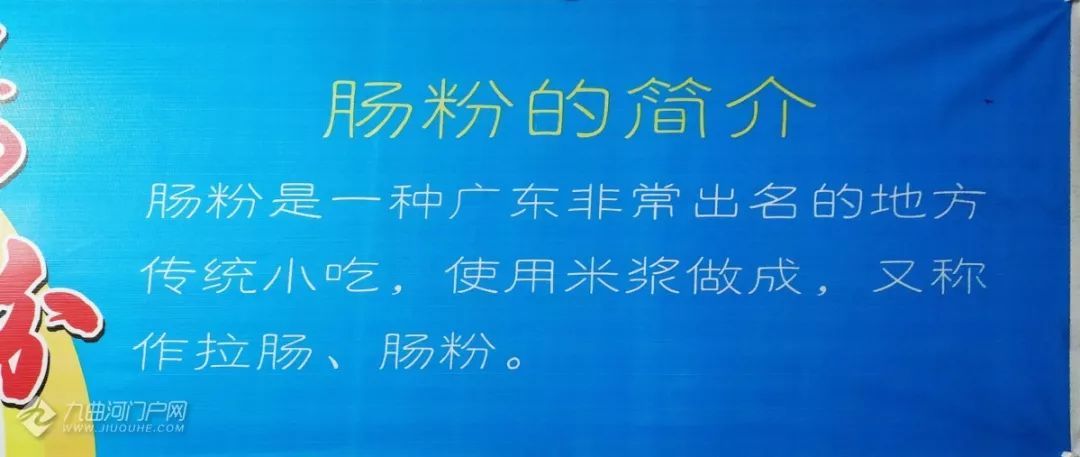 肠粉的简介
肠粉是一种广东非常出名的地方
传统小吃，使用米浆做成，又称
作拉肠、肠粉。
九曲河门户网
WWW.JIUQUHE.COM